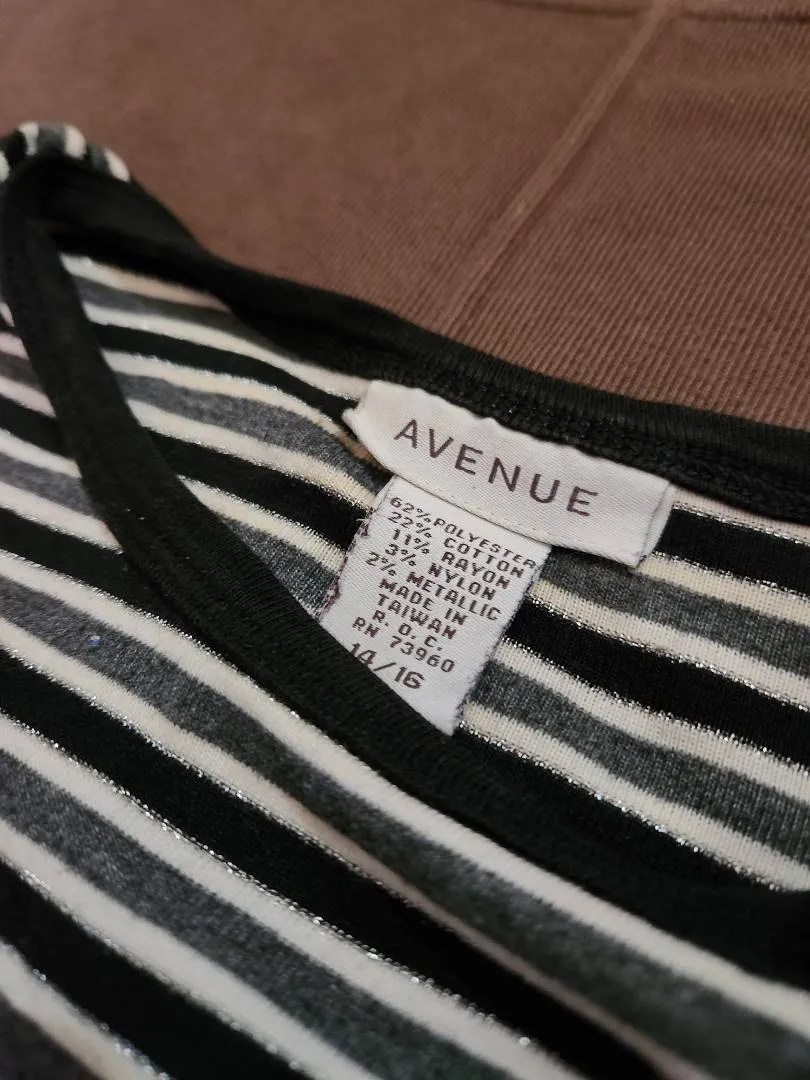 AVENUE
62% POLYESTER
22% COTTON
11% RAYON
3% NYLON
2% METALLIC
MADE IN
TAIWAN
R. O. C.
RN 73960
14/16